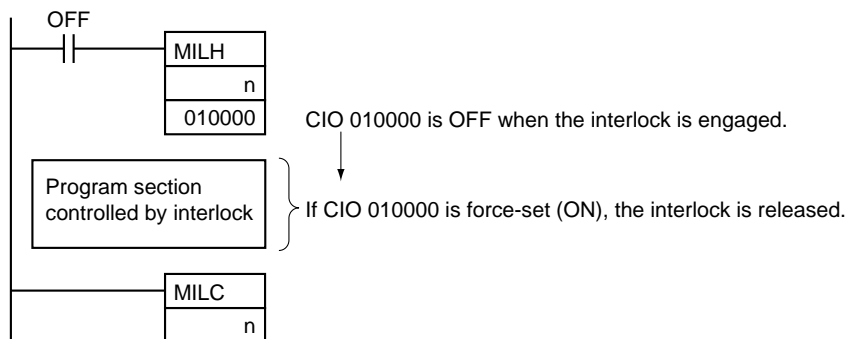 OFF
MILH
n
010000
CIO 010000 is OFF when the interlock is engaged.
Program section
controlled by interlock
If CIO 010000 is force-set (ON), the interlock is released.
MILC
n